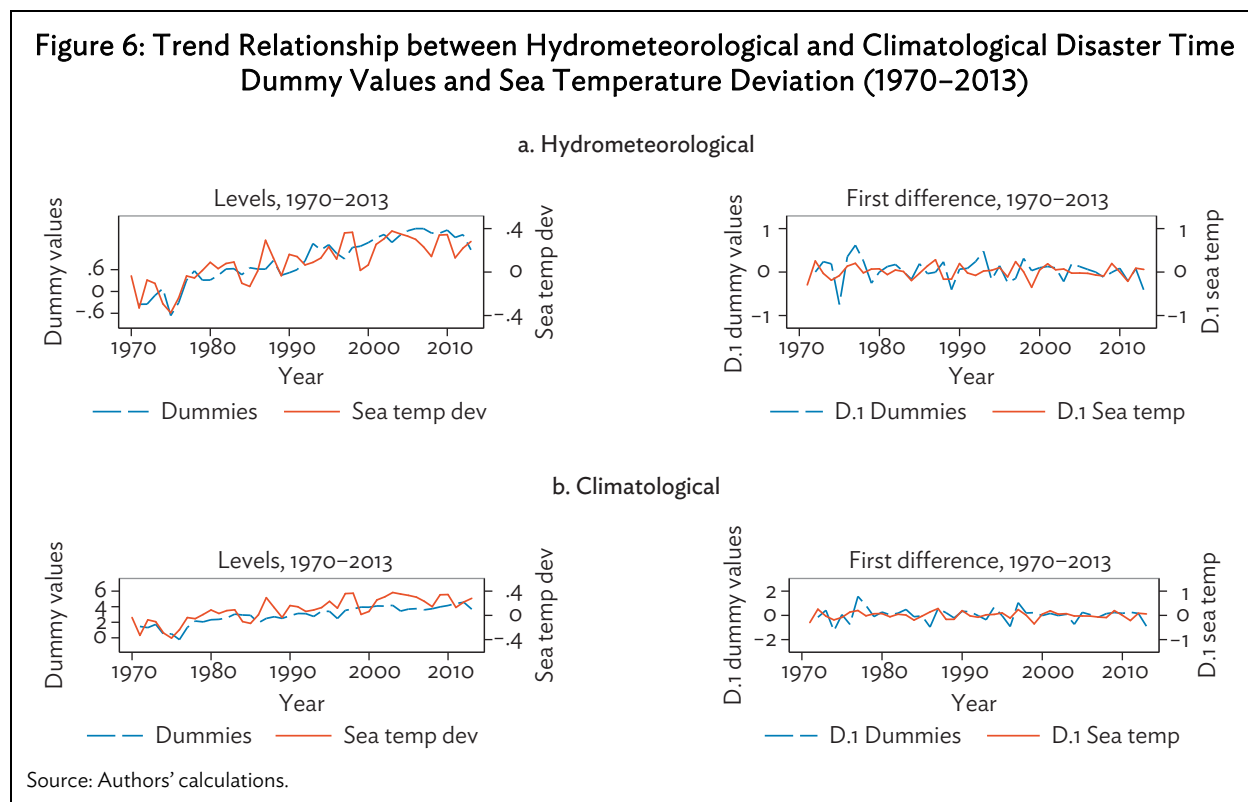 Figure 6: Trend Relationship between Hydrometeorological and Climatological Disaster Time
Dummy Values and Sea Temperature Deviation (1970–2013)
a. Hydrometeorological
Levels, 1970–2013
Dummy values
.6
0
–.6
.4
0
–.4
Sea temp dev
1970 1980 1990 2000 2010
Year
Dummies Sea temp dev
First difference, 1970–2013
D.1 dummy values
1
0
–1
1
0
–1
D.1 sea temp
1970 1980 1990 2000 2010
Year
D.1 Dummies D.1 Sea temp
b. Climatological
Levels, 1970–2013
Dummy values
6
4
2
0
.4
0
–.4
Sea temp dev
1970 1980 1990 2000 2010
Year
Dummies Sea temp dev
First difference, 1970–2013
D.1 dummy values
2
0
–2
1
0
–1
D.1 sea temp
1970 1980 1990 2000 2010
Year
D.1 Dummies D.1 Sea temp
Source: Authors’ calculations.